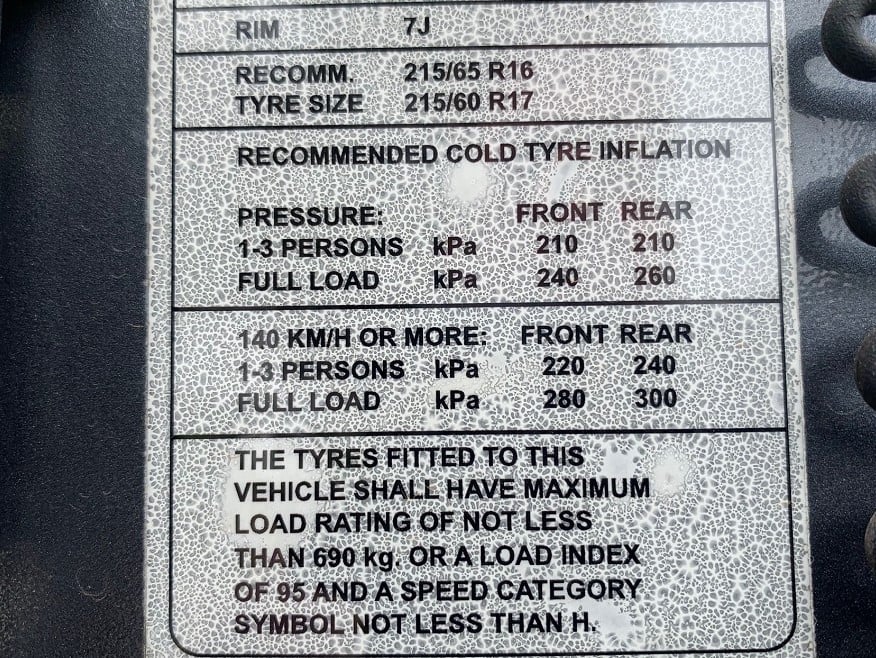 RIM 7J
RECOMM. 215/65 R16
TYRE SIZE 215/60 R17
RECOMMENDED COLD TYRE INFLATION
PRESSURE: FRONT REAR
1-3 PERSONS kPa 210 210
FULL LOAD kPa 240 260
140 KM/H OR MORE: FRONT REAR
1-3 PERSONS kPa 220 240
FULL LOAD kPa 280 300
THE TYRES FITTED TO THIS
VEHICLE SHALL HAVE MAXIMUM
LOAD RATING OF NOT LESS
THAN 690 kg. OR A LOAD INDEX
OF 95 AND A SPEED CATEGORY
SYMBOL NOT LESS THAN H.